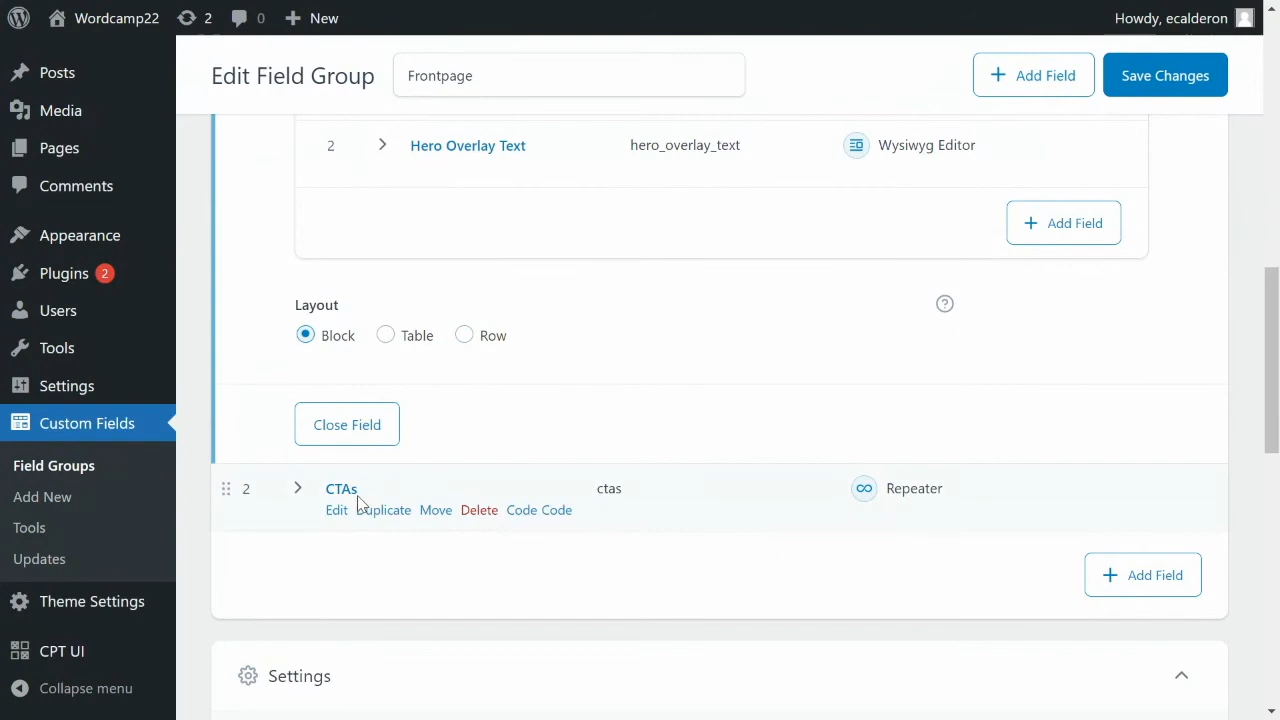 Wordcamp22 2 0 New Howdy, ecalderon
Posts
Media
Pages
Comments
Appearance
Plugins 2
Users
Tools
Settings
Custom Fields
Field Groups
Add New
Tools
Updates
Theme Settings
CPT UI
Collapse menu
Edit Field Group Frontpage Add Field Save Changes
2 Hero Overlay Text hero_overlay_text Wysiwyg Editor
Add Field
Layout
Block Table Row
Close Field
2 CTAs ctas Repeater
Edit Duplicate Move Delete Code Code
Add Field
Settings